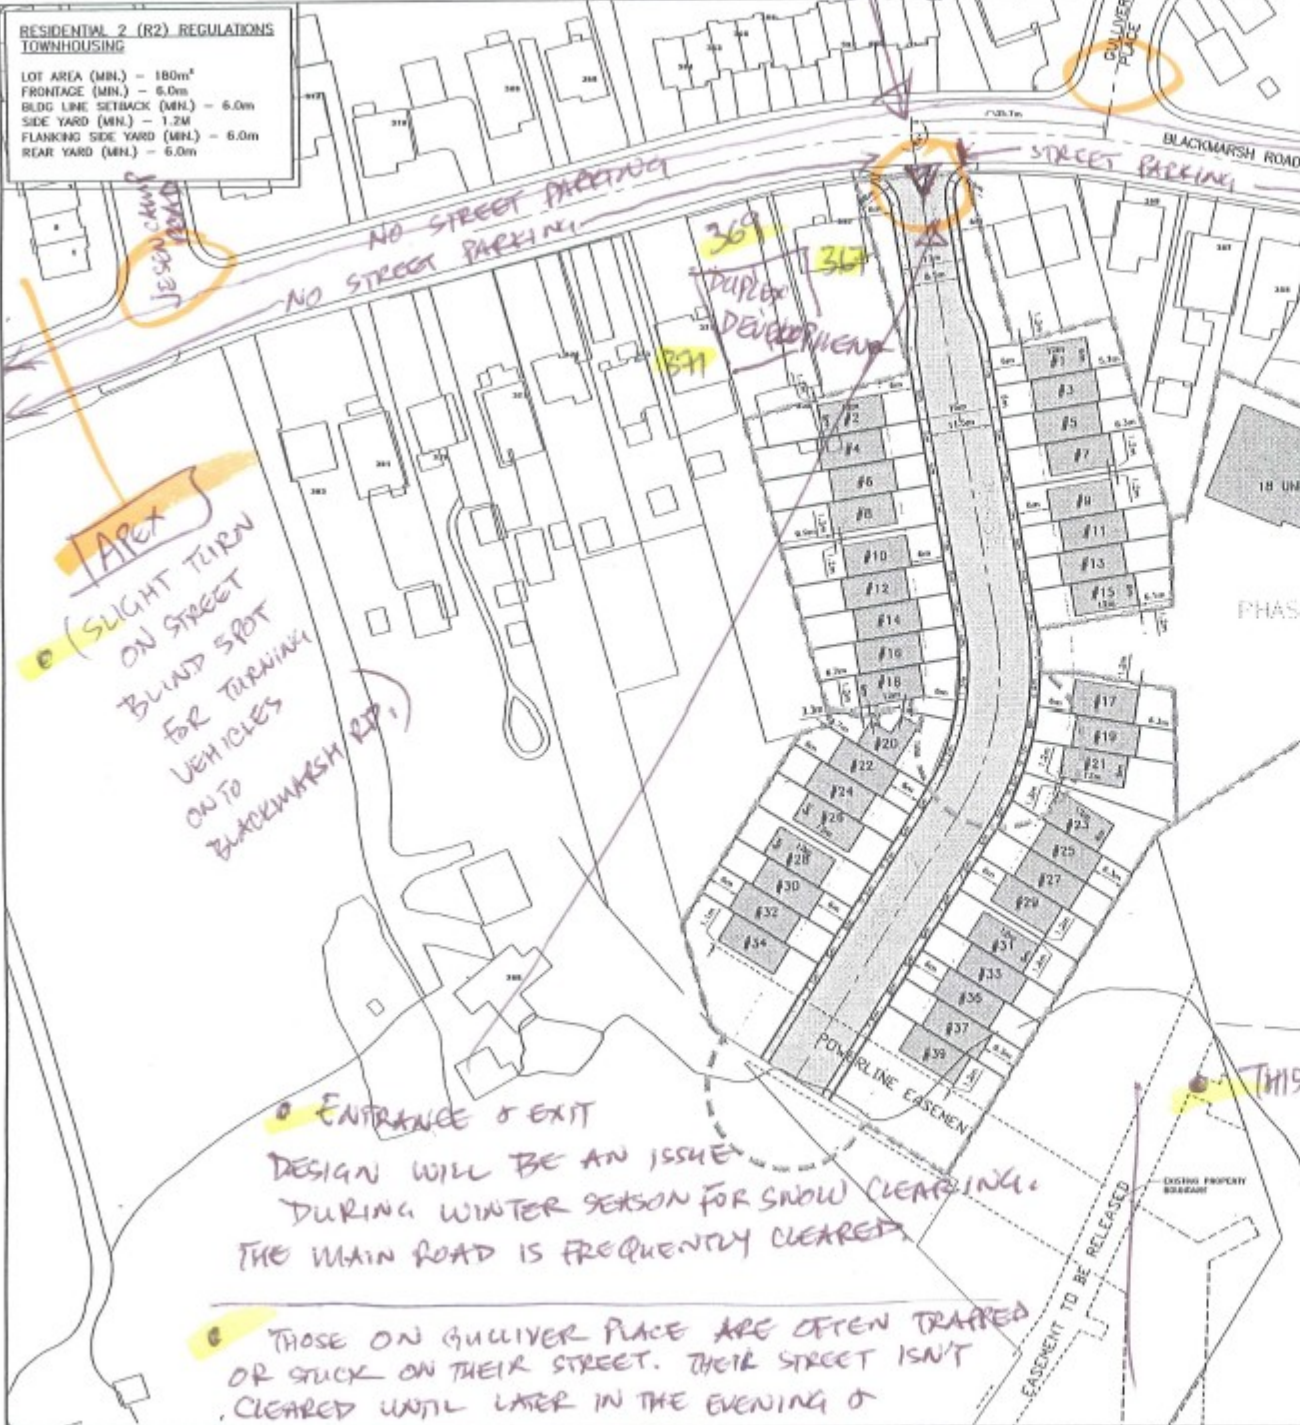 RESIDENTIAL 2 (R2) REGULATIONS
TOWNHOUSING
LOT AREA (MIN.) - 180m²
FRONTAGE (MIN.) - 6.0m
BLDG LINE SETBACK (MIN.) - 6.0m
SIDE YARD (MIN.) - 1.2M
FLANKING SIDE YARD (MIN.) - 6.0m
REAR YARD (MIN.) - 6.0m
GULLIVER
PLACE
BLACKMARSH ROAD
STREET PARKING
NO STREET PARKING
NO STREET PARKING
ROAD
369
367
DUPLEX
DEVELOPMENT
371
#1
#3
#5
#7
#9
#11
#13
#15
#17
#19
#21
#23
#25
#27
#29
#31
#33
#35
#37
#39
#2
#4
#6
#8
#10
#12
#14
#16
#18
#20
#22
#24
#26
#28
#30
#32
#34
18 UN
PHAS
APEX
(SLIGHT TURN
ON STREET
BLIND SPOT
FOR TURNING
VEHICLES
ON TO
BLACKMARSH RD.)
POWERLINE EASEMENT
THIS
EXISTING PROPERTY
BOUNDARY
EASEMENT TO BE RELEASED
ENTRANCE & EXIT
DESIGN WILL BE AN ISSUE
DURING WINTER SEASON FOR SNOW CLEARING.
THE MAIN ROAD IS FREQUENTLY CLEARED.
THOSE ON GULLIVER PLACE ARE OFTEN TRAPPED
OR STUCK ON THEIR STREET. THEIR STREET ISN'T
CLEARED UNTIL LATER IN THE EVENING &